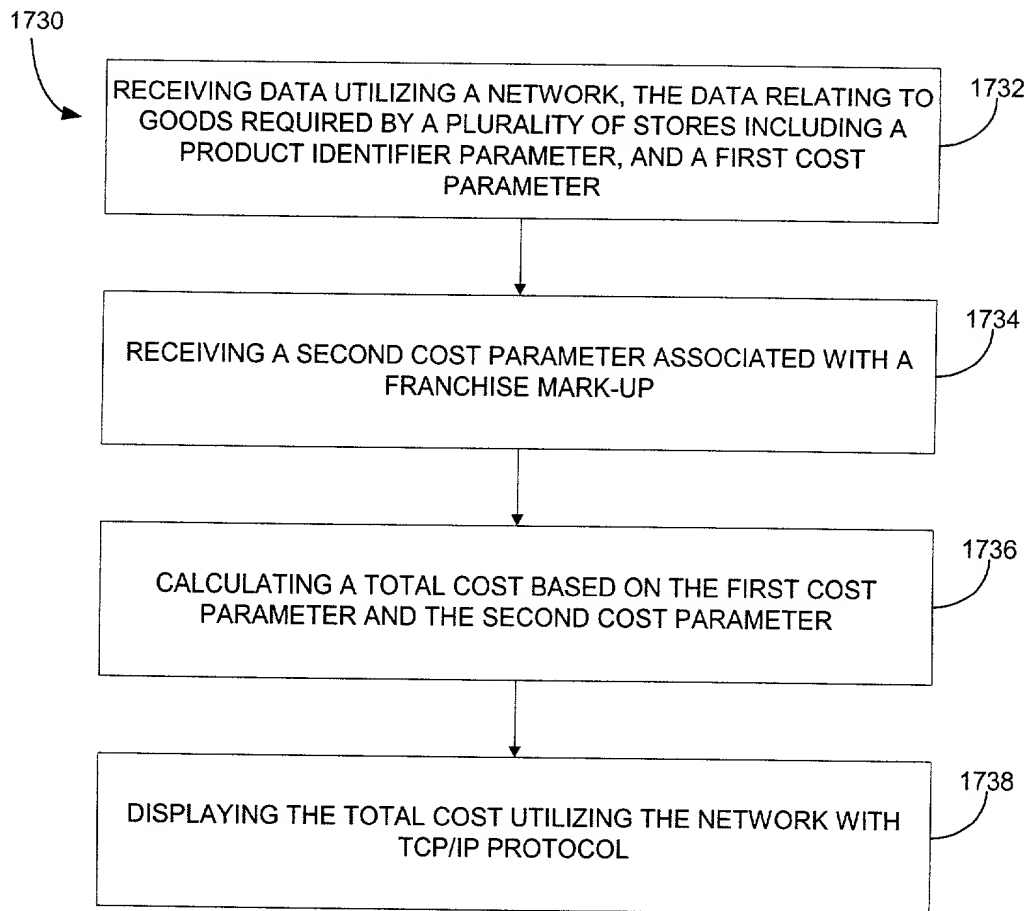 1730
RECEIVING DATA UTILIZING A NETWORK, THE DATA RELATING TO
GOODS REQUIRED BY A PLURALITY OF STORES INCLUDING A
PRODUCT IDENTIFIER PARAMETER, AND A FIRST COST
PARAMETER
1732
RECEIVING A SECOND COST PARAMETER ASSOCIATED WITH A
FRANCHISE MARK-UP
1734
CALCULATING A TOTAL COST BASED ON THE FIRST COST
PARAMETER AND THE SECOND COST PARAMETER
1736
DISPLAYING THE TOTAL COST UTILIZING THE NETWORK WITH
TCP/IP PROTOCOL
1738